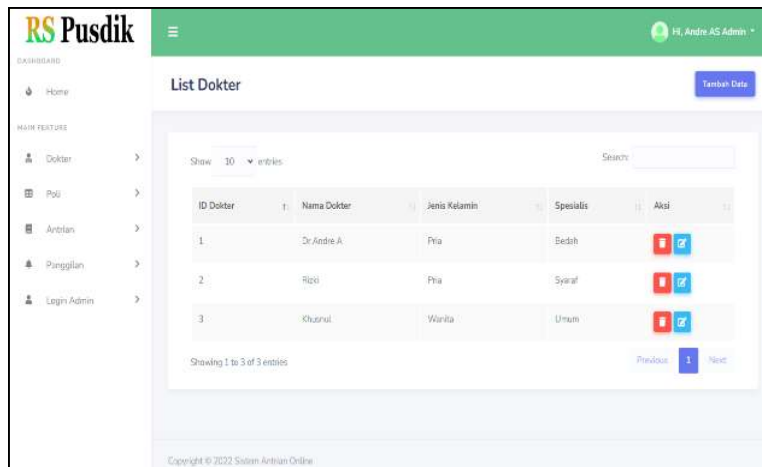 RS Pusdik
Hi, Andre AS Admin
DASHBOARD
Home
MAIN FEATURE
Dokter
Poli
Antrian
Panggilan
Login Admin
List Dokter
Tambah Data
Show 10 entries
Search:
ID Dokter Nama Dokter Jenis Kelamin Spesialis Aksi
1 Dr.Andre A Pria Bedah
2 Rizki Pria Syaraf
3 Khusnul Wanita Umum
Showing 1 to 3 of 3 entries
Previous 1 Next
Copyright © 2022 Sistem Antrian Online